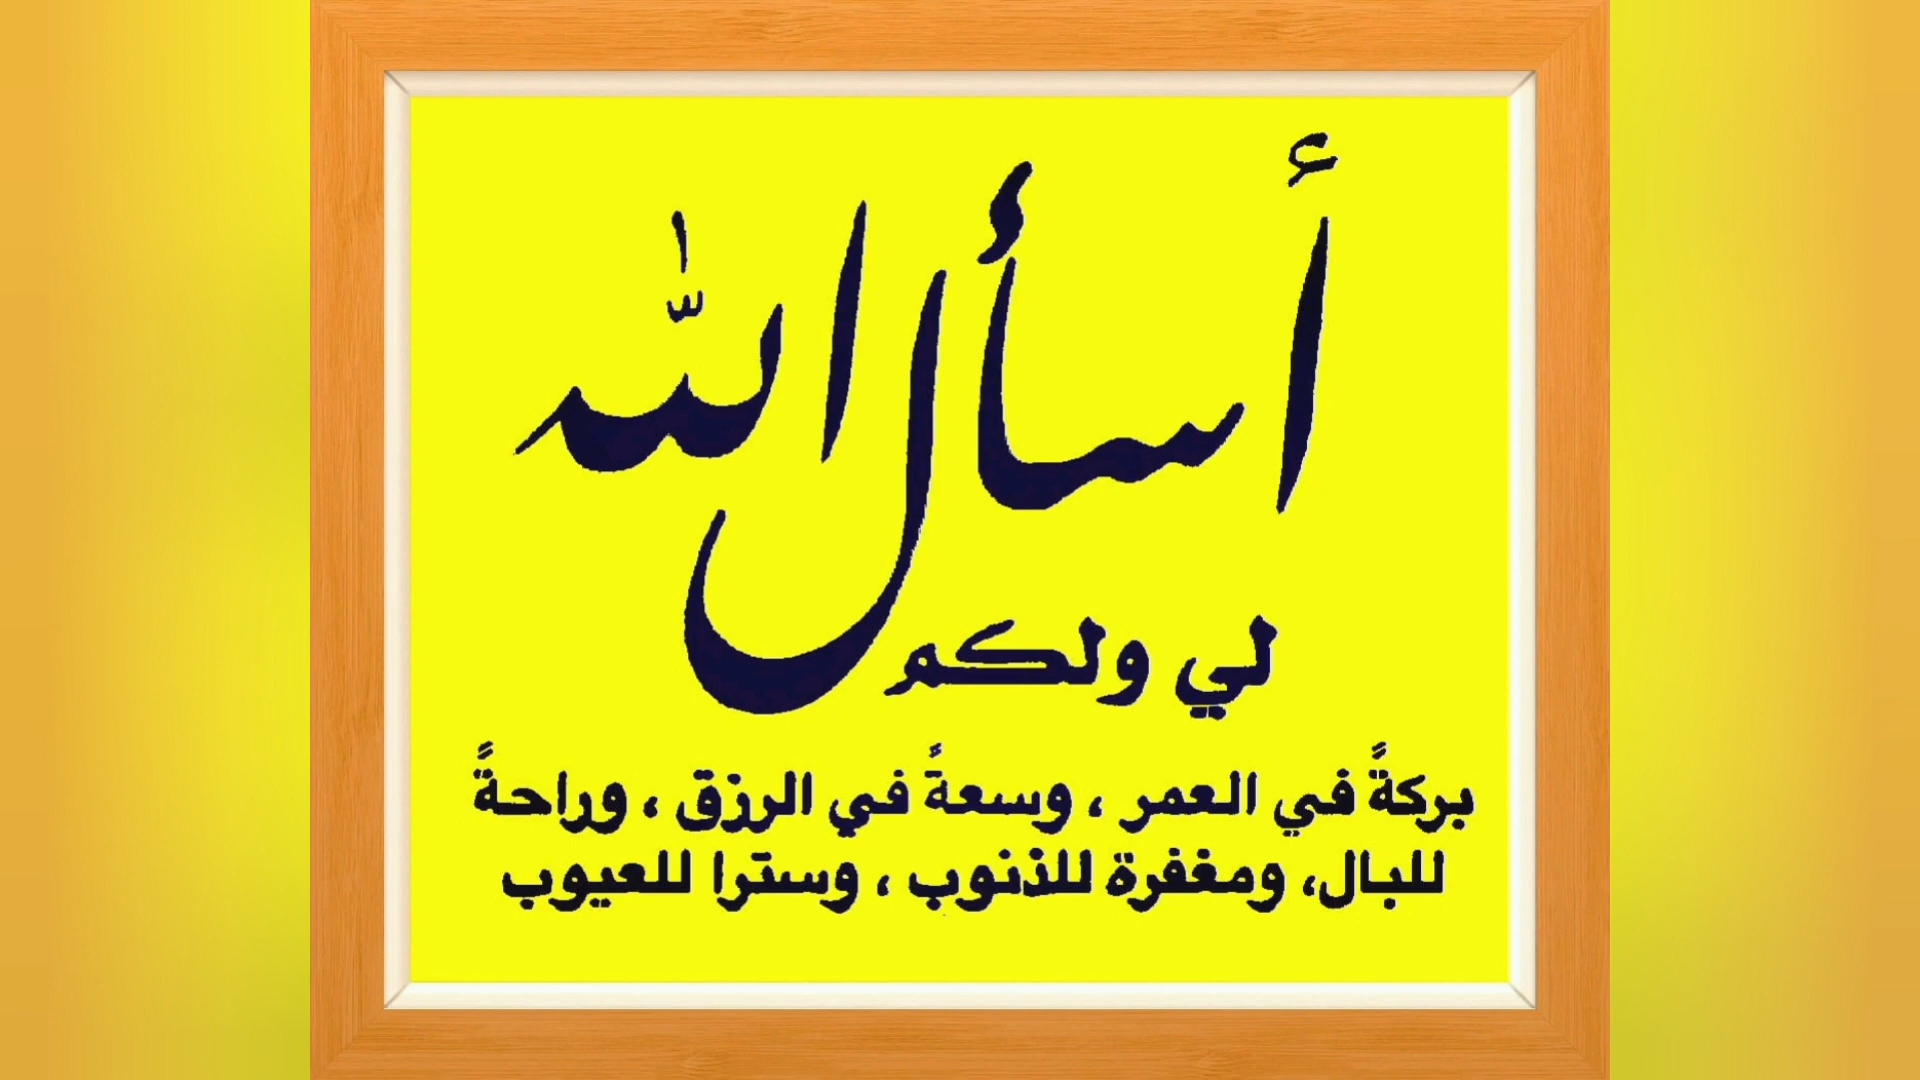 أسأل الله
لي ولكم
بركةً في العمر ، وسعةً في الرزق ، وراحةً
للبال، ومغفرة للذنوب ، وسترا للعيوب